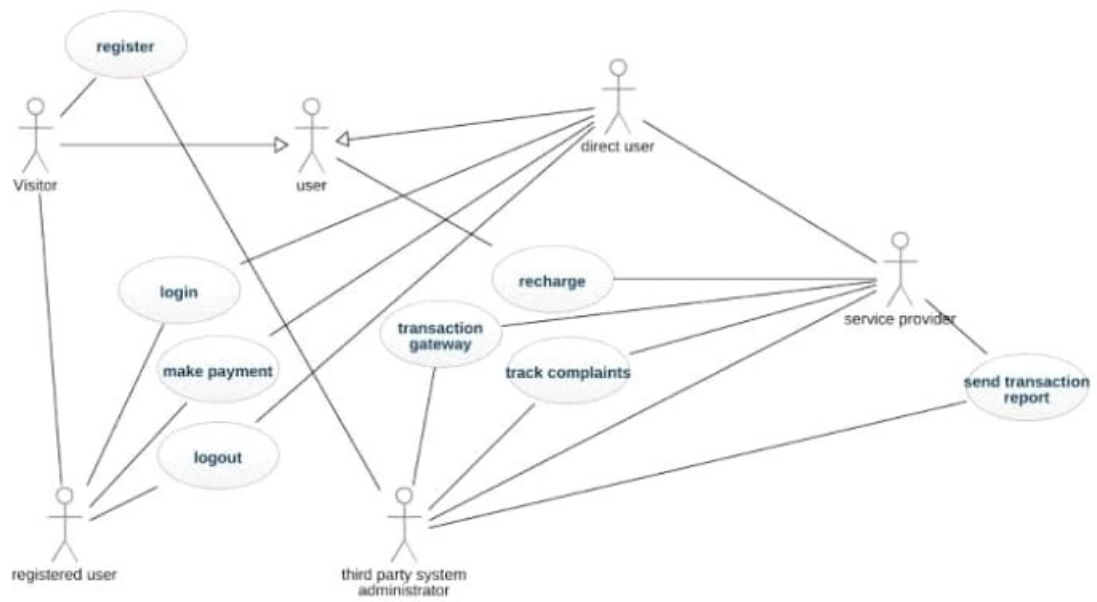 register
Visitor
user
direct user
login
recharge
service provider
transaction
gateway
make payment
track complaints
send transaction
report
logout
registered user
third party system
administrator